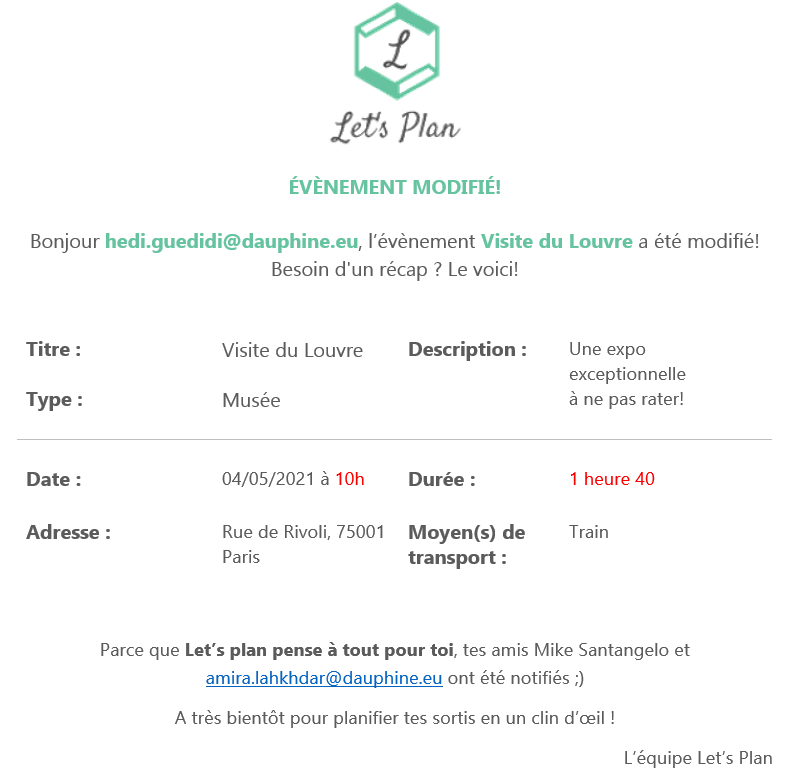 L
Let's Plan
ÉVÈNEMENT MODIFIÉ!
Bonjour hedi.guedidi@dauphine.eu, l’évènement Visite du Louvre a été modifié!
Besoin d'un récap ? Le voici!
Titre : Visite du Louvre Description : Une expo
exceptionnelle
Type : Musée à ne pas rater!
Date : 04/05/2021 à 10h Durée : 1 heure 40
Adresse : Rue de Rivoli, 75001 Moyen(s) de Train
Paris transport :
Parce que Let’s plan pense à tout pour toi, tes amis Mike Santangelo et
amira.lahkhdar@dauphine.eu ont été notifiés ;)
A très bientôt pour planifier tes sortis en un clin d’œil !
L’équipe Let’s Plan